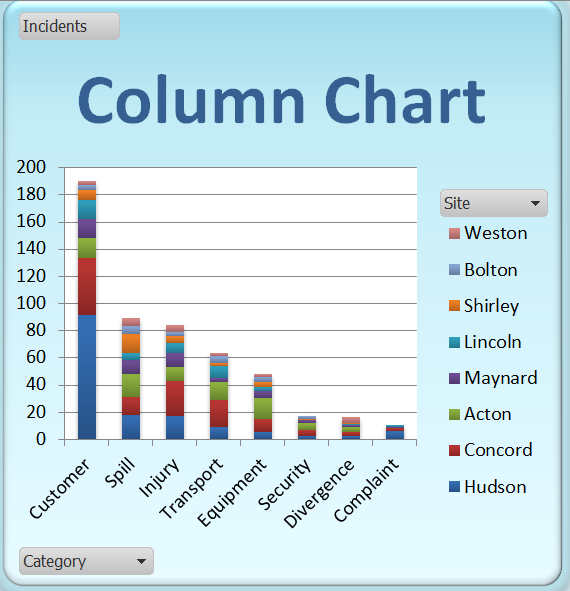 Incidents
Column Chart
200
180
160
140
120
100
80
60
40
20
0
Customer
Spill
Injury
Transport
Equipment
Security
Divergence
Complaint
Site
Weston
Bolton
Shirley
Lincoln
Maynard
Acton
Concord
Hudson
Category